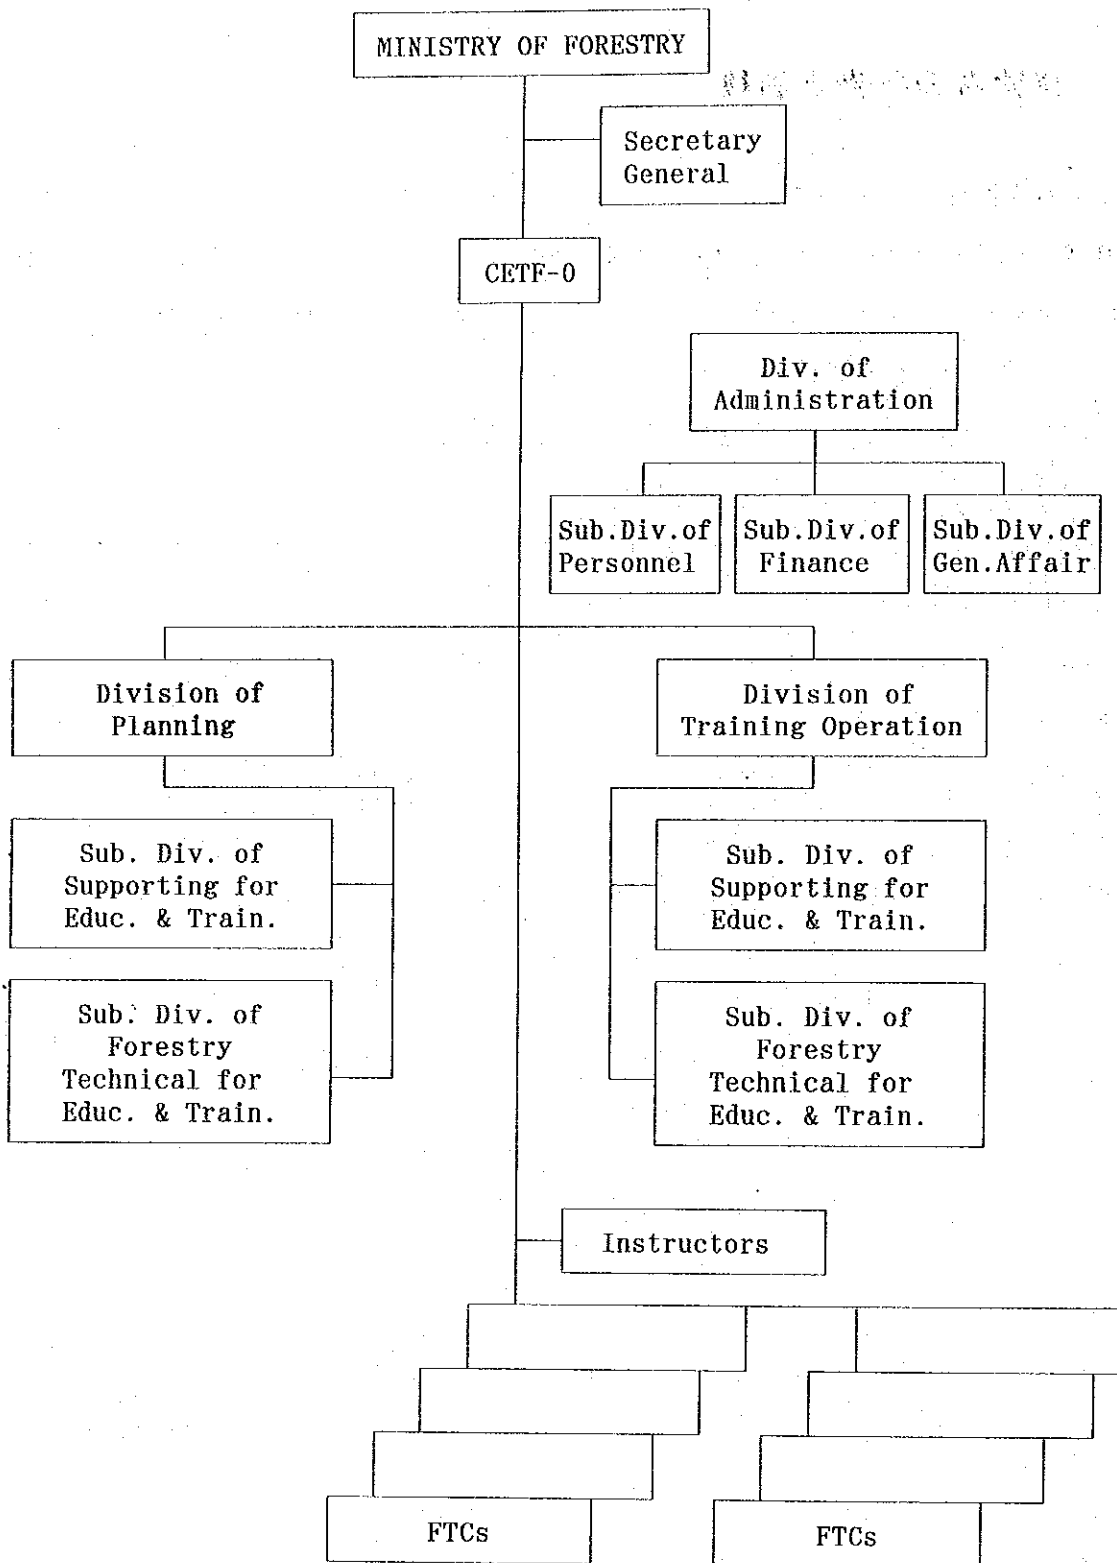 MINISTRY OF FORESTRY
Secretary
General
CETF-O
Div. of
Administration
Sub.Div.of
Personnel
Sub.Div.of
Finance
Sub.Div.of
Gen.Affair
Division of
Planning
Division of
Training Operation
Sub. Div. of
Supporting for
Educ. & Train.
Sub. Div. of
Supporting for
Educ. & Train.
Sub. Div. of
Forestry
Technical for
Educ. & Train.
Sub. Div. of
Forestry
Technical for
Educ. & Train.
Instructors
FTCs
FTCs